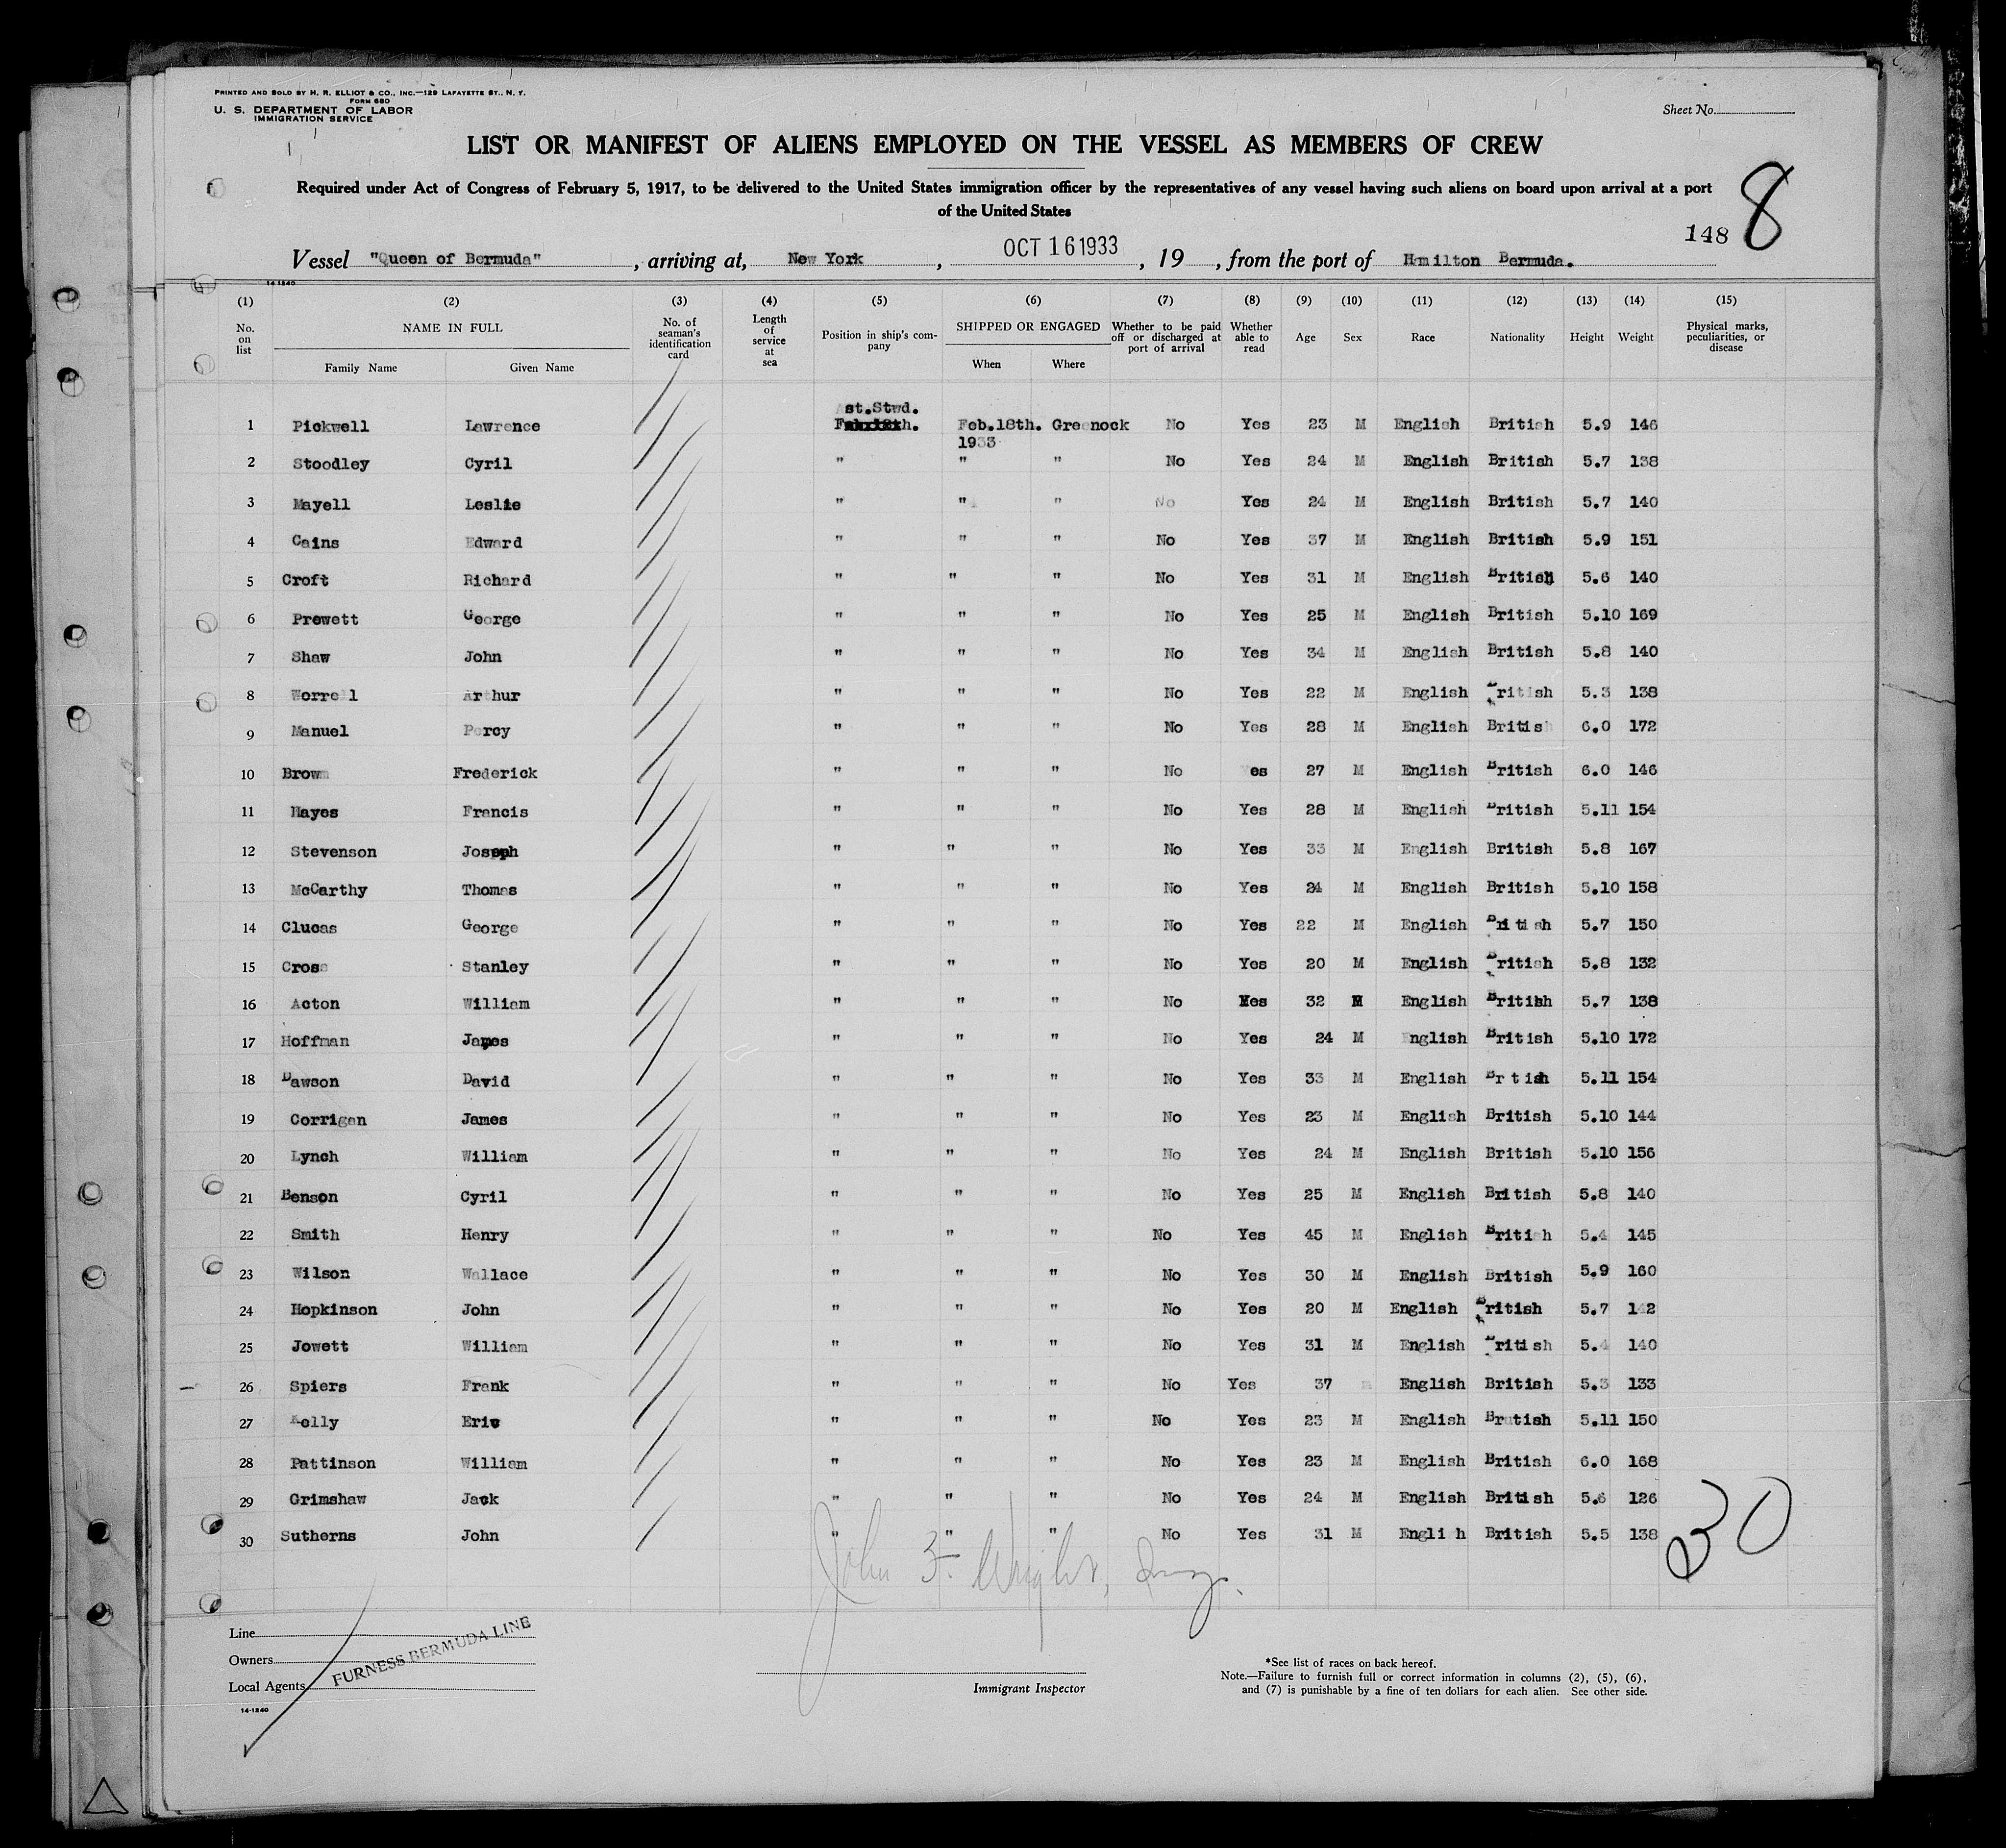 PRINTED AND SOLD BY H. R. ELLIOT & CO., INC.—129 LAFAYETTE ST., N. Y.
FORM 680
U. S. DEPARTMENT OF LABOR
IMMIGRATION SERVICE
Sheet No.
LIST OR MANIFEST OF ALIENS EMPLOYED ON THE VESSEL AS MEMBERS OF CREW
Required under Act of Congress of February 5, 1917, to be delivered to the United States immigration officer by the representatives of any vessel having such aliens on board upon arrival at a port
of the United States
148 8
Vessel "Queen of Bermuda", arriving at, New York, OCT 16 1933, 19, from the port of Hmilton Bermuda.
14-1240
(1) (2) (3) (4) (5) (6) (7) (8) (9) (10) (11) (12) (13) (14) (15)
No. on list NAME IN FULL Family Name Given Name No. of seaman's identification card Length of service at sea Position in ship's company SHIPPED OR ENGAGED When Where Whether to be paid off or discharged at port of arrival Whether able to read Age Sex Race Nationality Height Weight Physical marks, peculiarities, or disease
st.Stwd.
1 Pickwell Lawrence Feb.18th. Greenock No Yes 23 M English British 5.9 146
1933
2 Stoodley Cyril " " " No Yes 24 M English British 5.7 138
3 Mayell Leslie " " " No Yes 24 M English British 5.7 140
4 Cains Edward " " " No Yes 37 M English British 5.9 151
5 Croft Richard " " " No Yes 31 M English British 5.6 140
6 Prewett George " " " No Yes 25 M English British 5.10 169
7 Shaw John " " " No Yes 34 M English British 5.8 140
8 Worrell Arthur " " " No Yes 22 M English British 5.3 138
9 Manuel Percy " " " No Yes 28 M English British 6.0 172
10 Brown Frederick " " " No es 27 M English British 6.0 146
11 Hayes Francis " " " No Yes 28 M English British 5.11 154
12 Stevenson Joseph " " " No Yes 33 M English British 5.8 167
13 McCarthy Thomas " " " No Yes 24 M English British 5.10 158
14 Clucas George " " " No Yes 22 M English British 5.7 150
15 Cross Stanley " " " No Yes 20 M English British 5.8 132
16 Acton William " " " No Yes 32 M English British 5.7 138
17 Hoffman James " " " No Yes 24 M English British 5.10 172
18 Dawson David " " " No Yes 33 M English Br tish 5.11 154
19 Corrigan James " " " No Yes 23 M English British 5.10 144
20 Lynch William " " " No Yes 24 M English British 5.10 156
21 Benson Cyril " " " No Yes 25 M English British 5.8 140
22 Smith Henry " " " No Yes 45 M English British 5.4 145
23 Wilson Wallace " " " No Yes 30 M English British 5.9 160
24 Hopkinson John " " " No Yes 20 M English British 5.7 142
25 Jowett William " " " No Yes 31 M English British 5.4 140
26 Spiers Frank " " " No Yes 37 English British 5.3 133
27 Kelly Eric " " " No Yes 23 M English Brutish 5.11 150
28 Pattinson William " " " No Yes 23 M English British 6.0 168
29 Grimshaw Jack " " " No Yes 24 M English British 5.6 126
30 Sutherns John " " " No Yes 31 M Engli h British 5.5 138
30
John F. Wright, Insp.
Line
Owners
Local Agents
FURNESS BERMUDA LINE
14-1240
Immigrant Inspector
*See list of races on back hereof.
Note.—Failure to furnish full or correct information in columns (2), (5), (6),
and (7) is punishable by a fine of ten dollars for each alien. See other side.